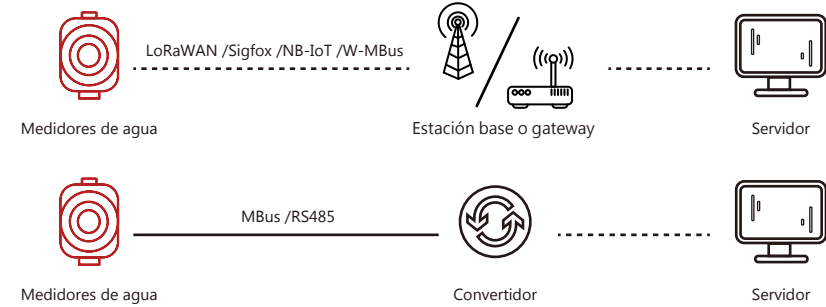 LoRaWAN /Sigfox /NB-IoT /W-MBus
Medidores de agua
Estación base o gateway
Servidor
MBus /RS485
Medidores de agua
Convertidor
Servidor